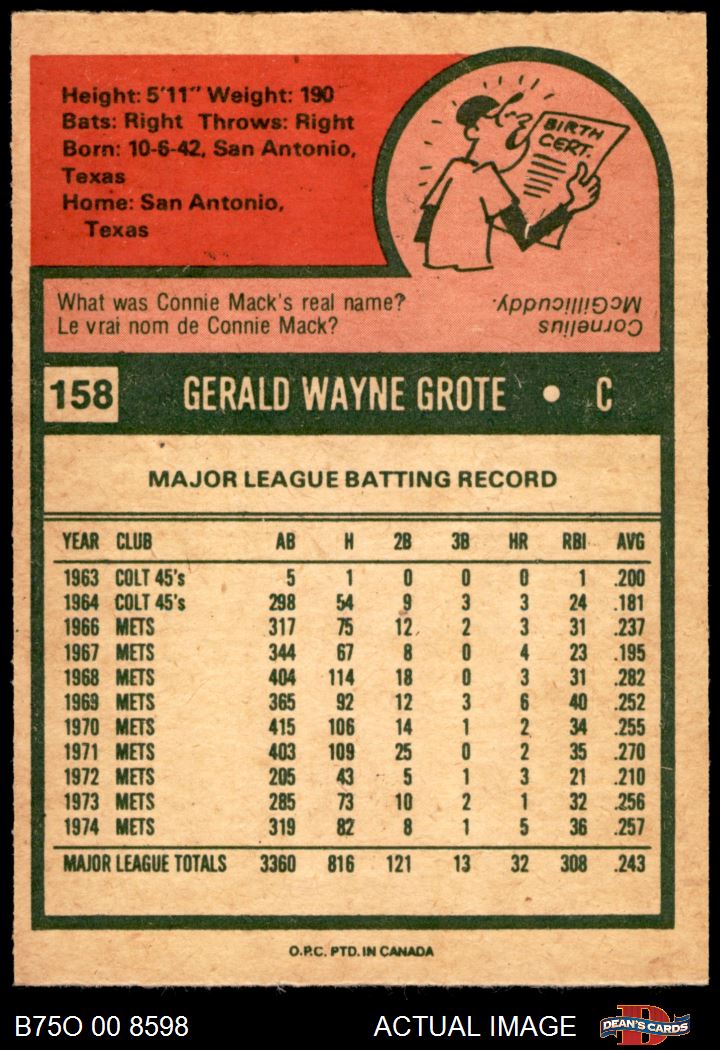 Height: 5'11" Weight: 190
Bats: Right Throws: Right
Born: 10-6-42, San Antonio,
Texas
Home: San Antonio,
Texas
BIRTH
CERT.
What was Connie Mack's real name?
Le vrai nom de Connie Mack?
Cornelius
McGillicuddy.
158 GERALD WAYNE GROTE • C
MAJOR LEAGUE BATTING RECORD
YEAR CLUB AB H 2B 3B HR RBI AVG
1963 COLT 45's 5 1 0 0 0 1 .200
1964 COLT 45's 298 54 9 3 3 24 .181
1966 METS 317 75 12 2 3 31 .237
1967 METS 344 67 8 0 4 23 .195
1968 METS 404 114 18 0 3 31 .282
1969 METS 365 92 12 3 6 40 .252
1970 METS 415 106 14 1 2 34 .255
1971 METS 403 109 25 0 2 35 .270
1972 METS 205 43 5 1 3 21 .210
1973 METS 285 73 10 2 1 32 .256
1974 METS 319 82 8 1 5 36 .257
MAJOR LEAGUE TOTALS 3360 816 121 13 32 308 .243
O.P.C. PTD. IN CANADA
B75O 00 8598 ACTUAL IMAGE D DEAN'S CARDS